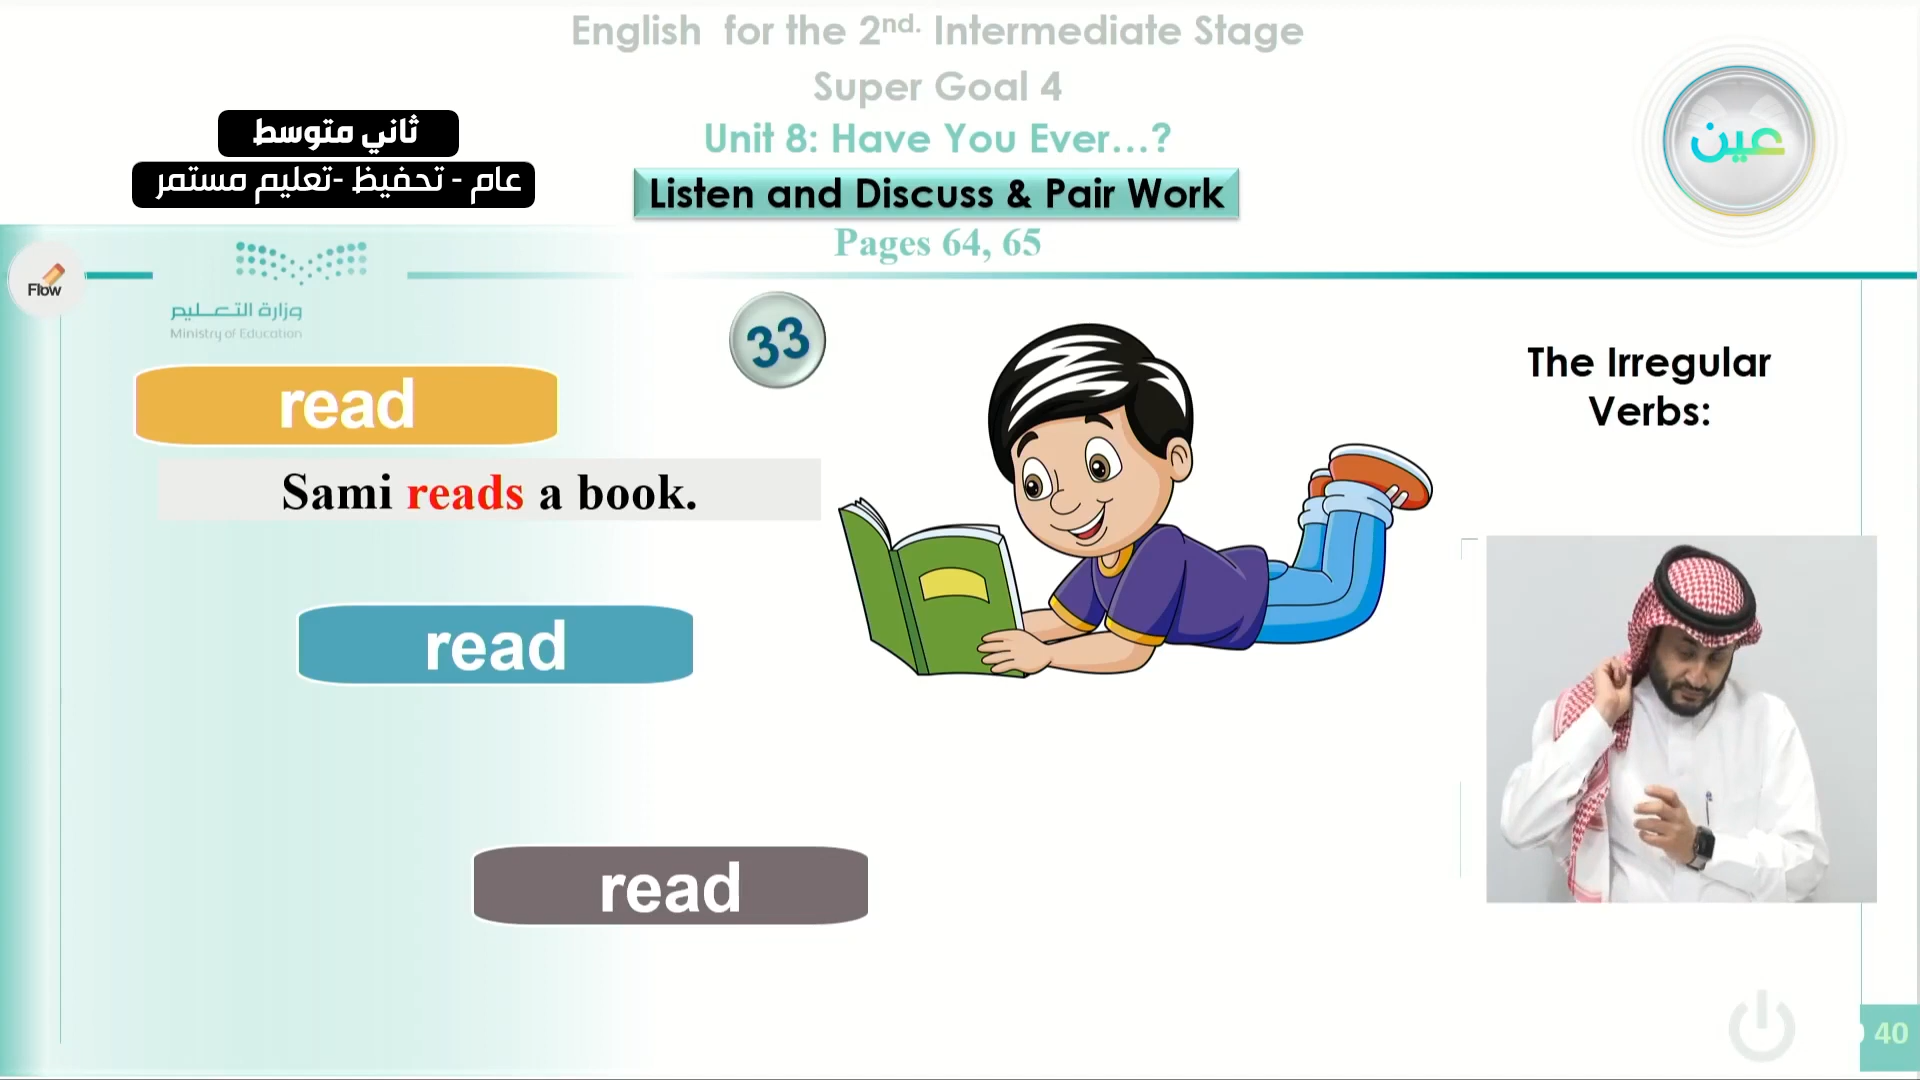 English for the 2nd. Intermediate Stage
Super Goal 4
Unit 8: Have You Ever...?
Listen and Discuss & Pair Work
Pages 64, 65
ثاني متوسط
عام - تحفيظ -تعليم مستمر
عين
Flow
وزارة التعليم
Ministry of Education
33
The Irregular
Verbs:
read
Sami reads a book.
read
read
40